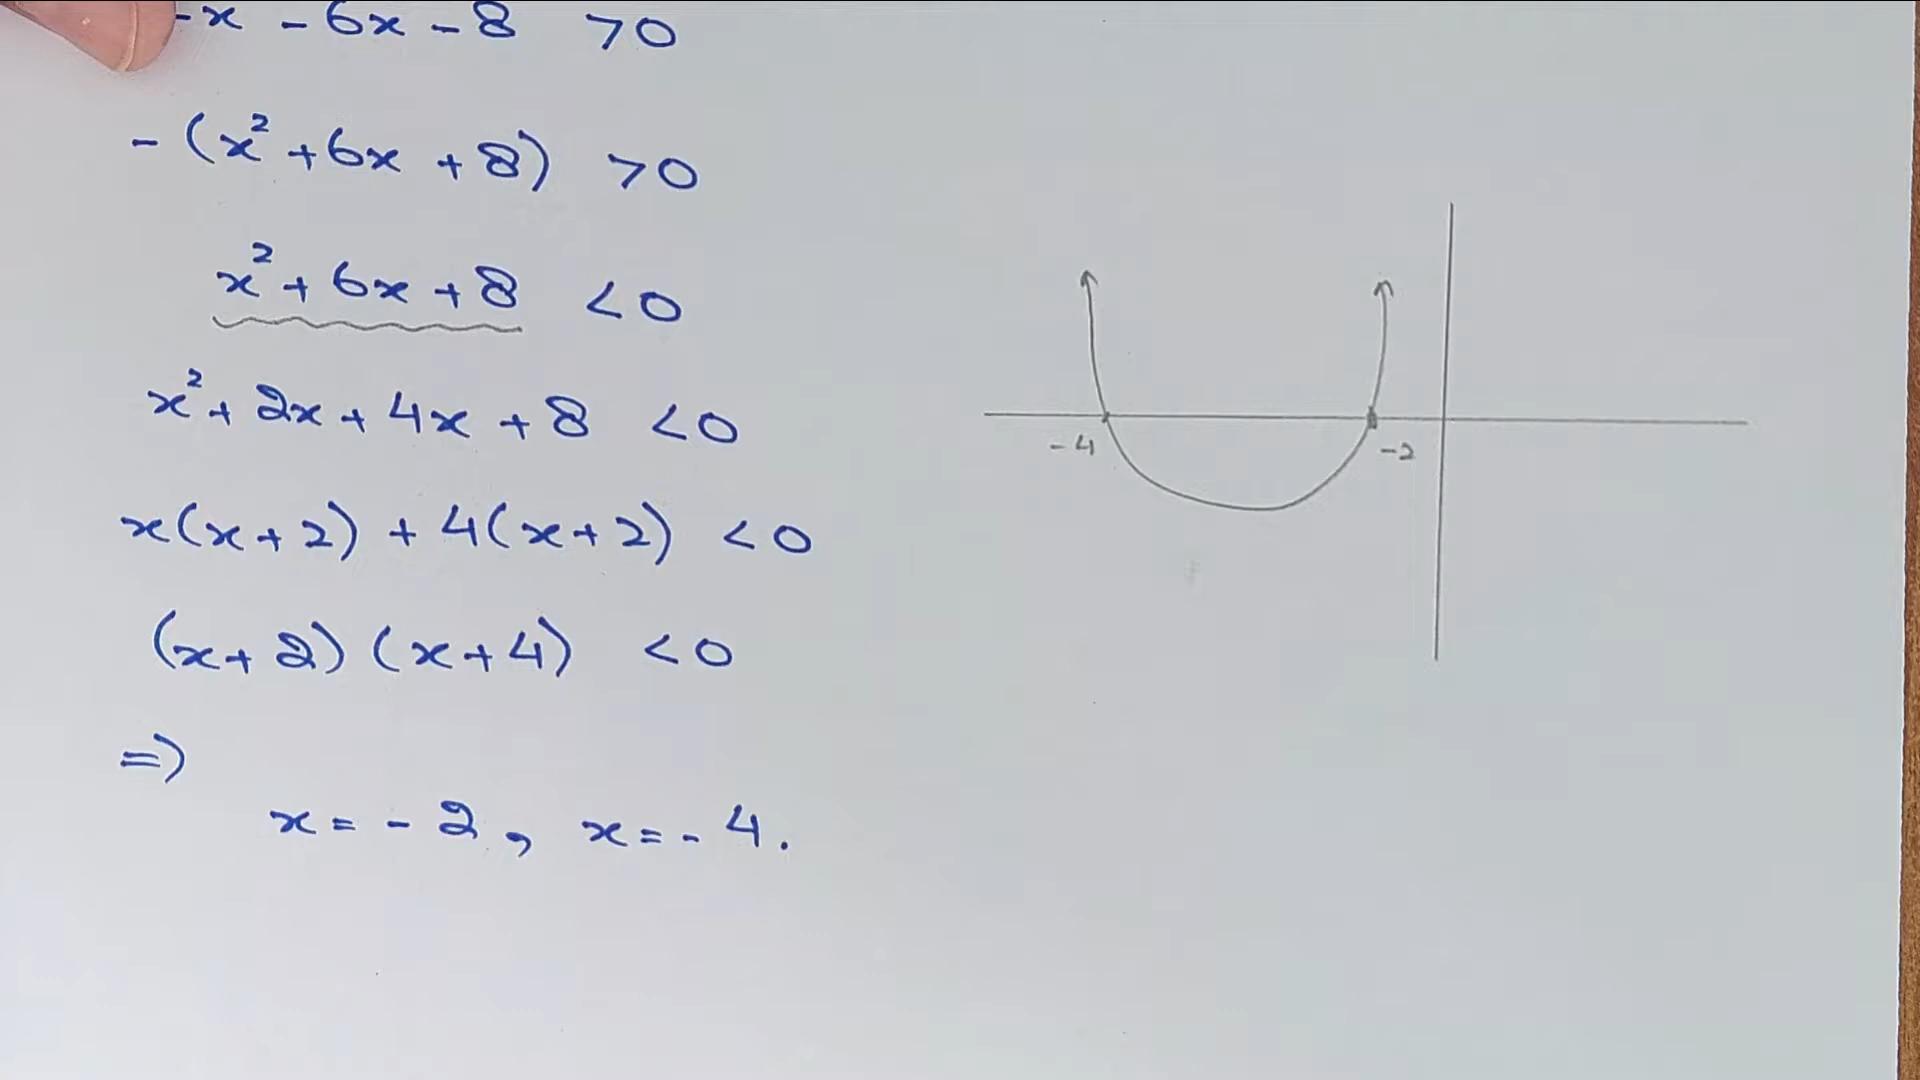 -x - 6x - 8 >0
- (x² + 6x + 8) >0
x² + 6x + 8 <0
x² + 2x + 4x + 8 <0
x(x+2) + 4(x+2) <0
(x+2) (x+4) <0
=>
x = - 2 , x = - 4 .
- 4
- 2